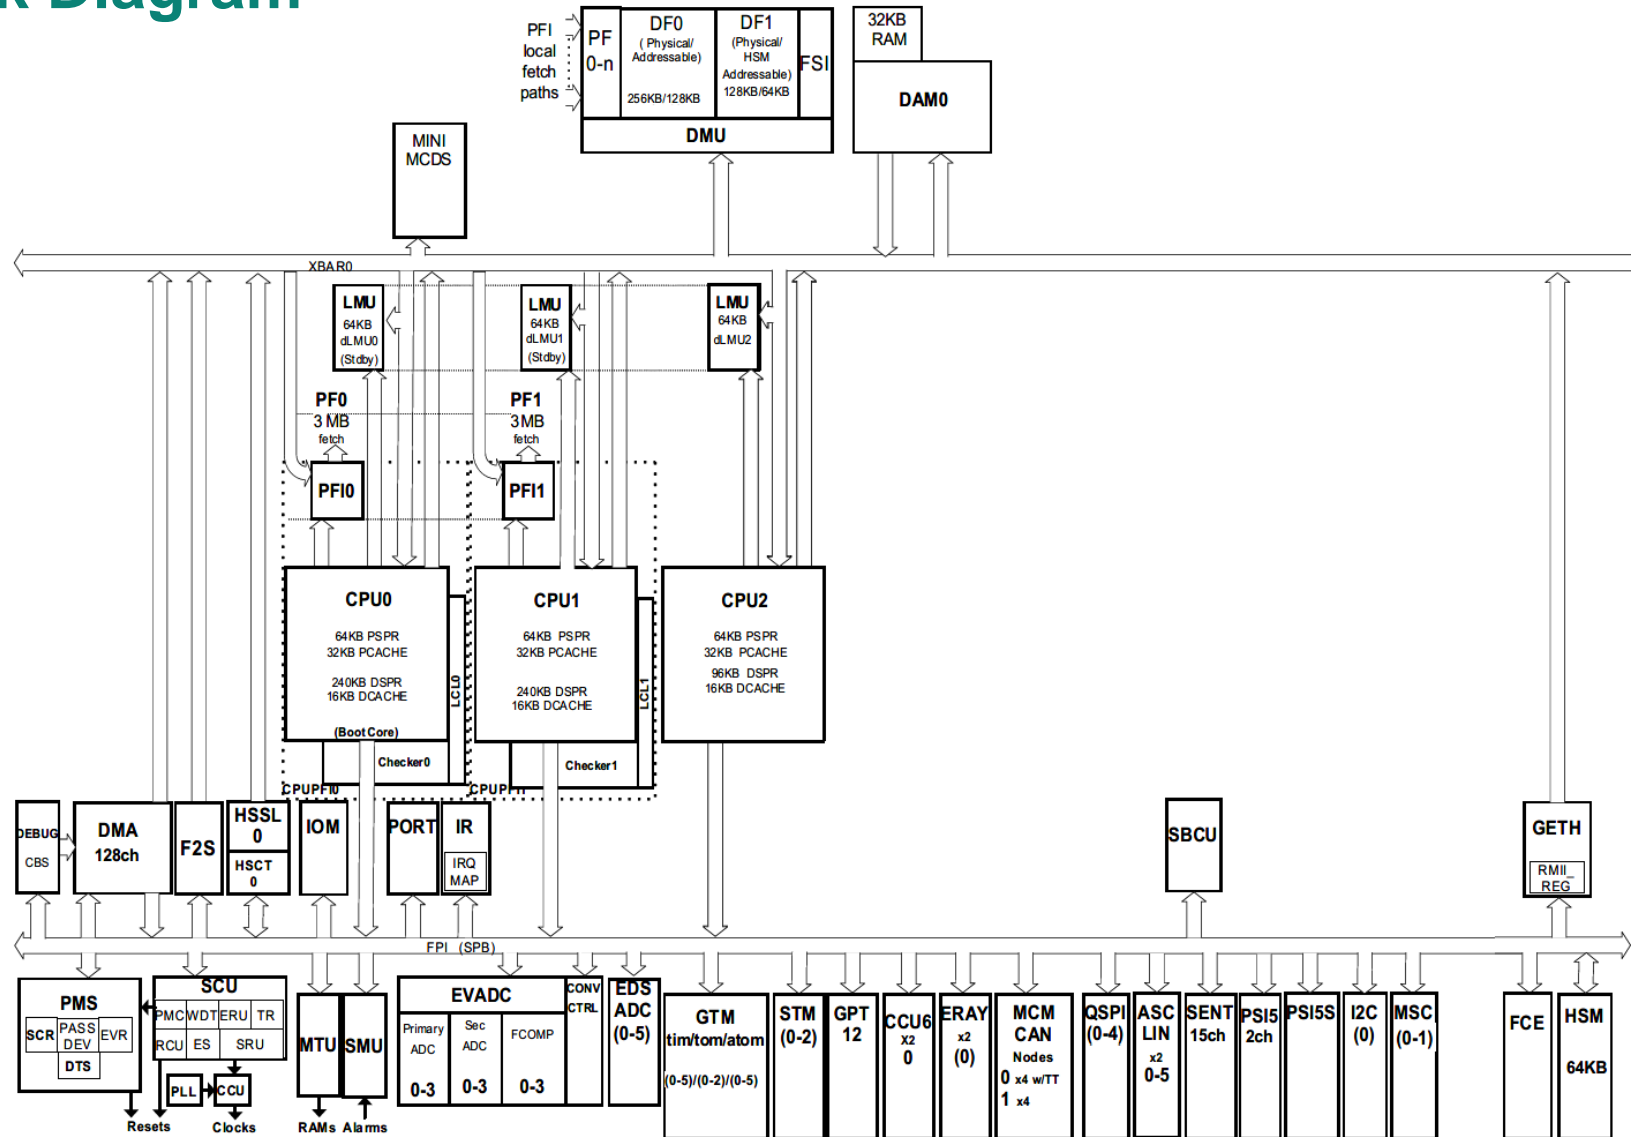 k Diagram
PFI
local
fetch
paths
PF
0-n
DF0
( Physical/
Addressable)
256KB/128KB
DF1
(Physical/
HSM
Addressable)
128KB/64KB
FSI
DMU
32KB
RAM
DAM0
MINI
MCDS
XBAR0
LMU
64KB
dLMU0
(Stdby)
LMU
64KB
dLMU1
(Stdby)
LMU
64KB
dLMU2
PF0
3 MB
fetch
PF1
3MB
fetch
PFI0
PFI1
CPU0
64KB PSPR
32KB PCACHE
240KB DSPR
16KB DCACHE
(Boot Core)
LCL0
Checker0
CPUPFI0
CPU1
64KB PSPR
32KB PCACHE
240KB DSPR
16KB DCACHE
LCL1
Checker1
CPUPFI1
CPU2
64KB PSPR
32KB PCACHE
96KB DSPR
16KB DCACHE
DEBUG
CBS
DMA
128ch
F2S
HSSL
0
HSCT
0
IOM
PORT
IR
IRQ
MAP
SBCU
GETH
RMII_
REG
FPI (SPB)
PMS
SCR
PASS
DEV
EVR
DTS
SCU
PMC WDT ERU TR
RCU ES SRU
PLL
CCU
Resets
Clocks
MTU
RAMs
SMU
Alarms
EVADC
Primary
ADC
0-3
Sec
ADC
0-3
FCOMP
0-3
CONV
CTRL
EDS
ADC
(0-5)
GTM
tim/tom/atom
(0-5)/(0-2)/(0-5)
STM
(0-2)
GPT
12
CCU6
X2
0
ERAY
x2
(0)
MCM
CAN
Nodes
0 x4 w/TT
1 x4
QSPI
(0-4)
ASC
LIN
x2
0-5
SENT
15ch
PSI5
2ch
PSI5S
I2C
(0)
MSC
(0-1)
FCE
HSM
64KB